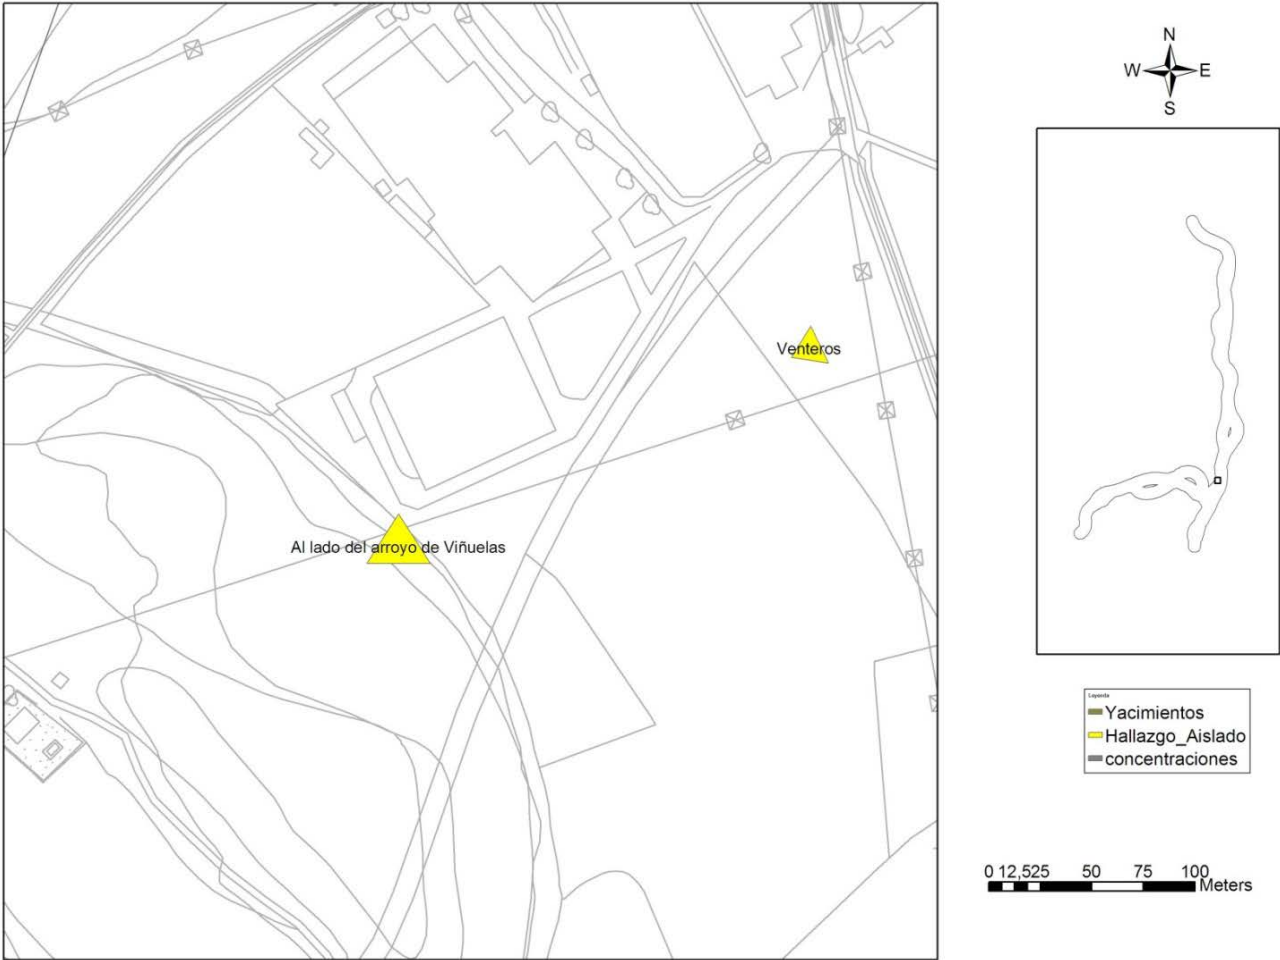 N
W E
S
Venteros
Al lado del arroyo de Viñuelas
Leyenda
Yacimientos
Hallazgo_Aislado
concentraciones
0 12,525 50 75 100
Meters